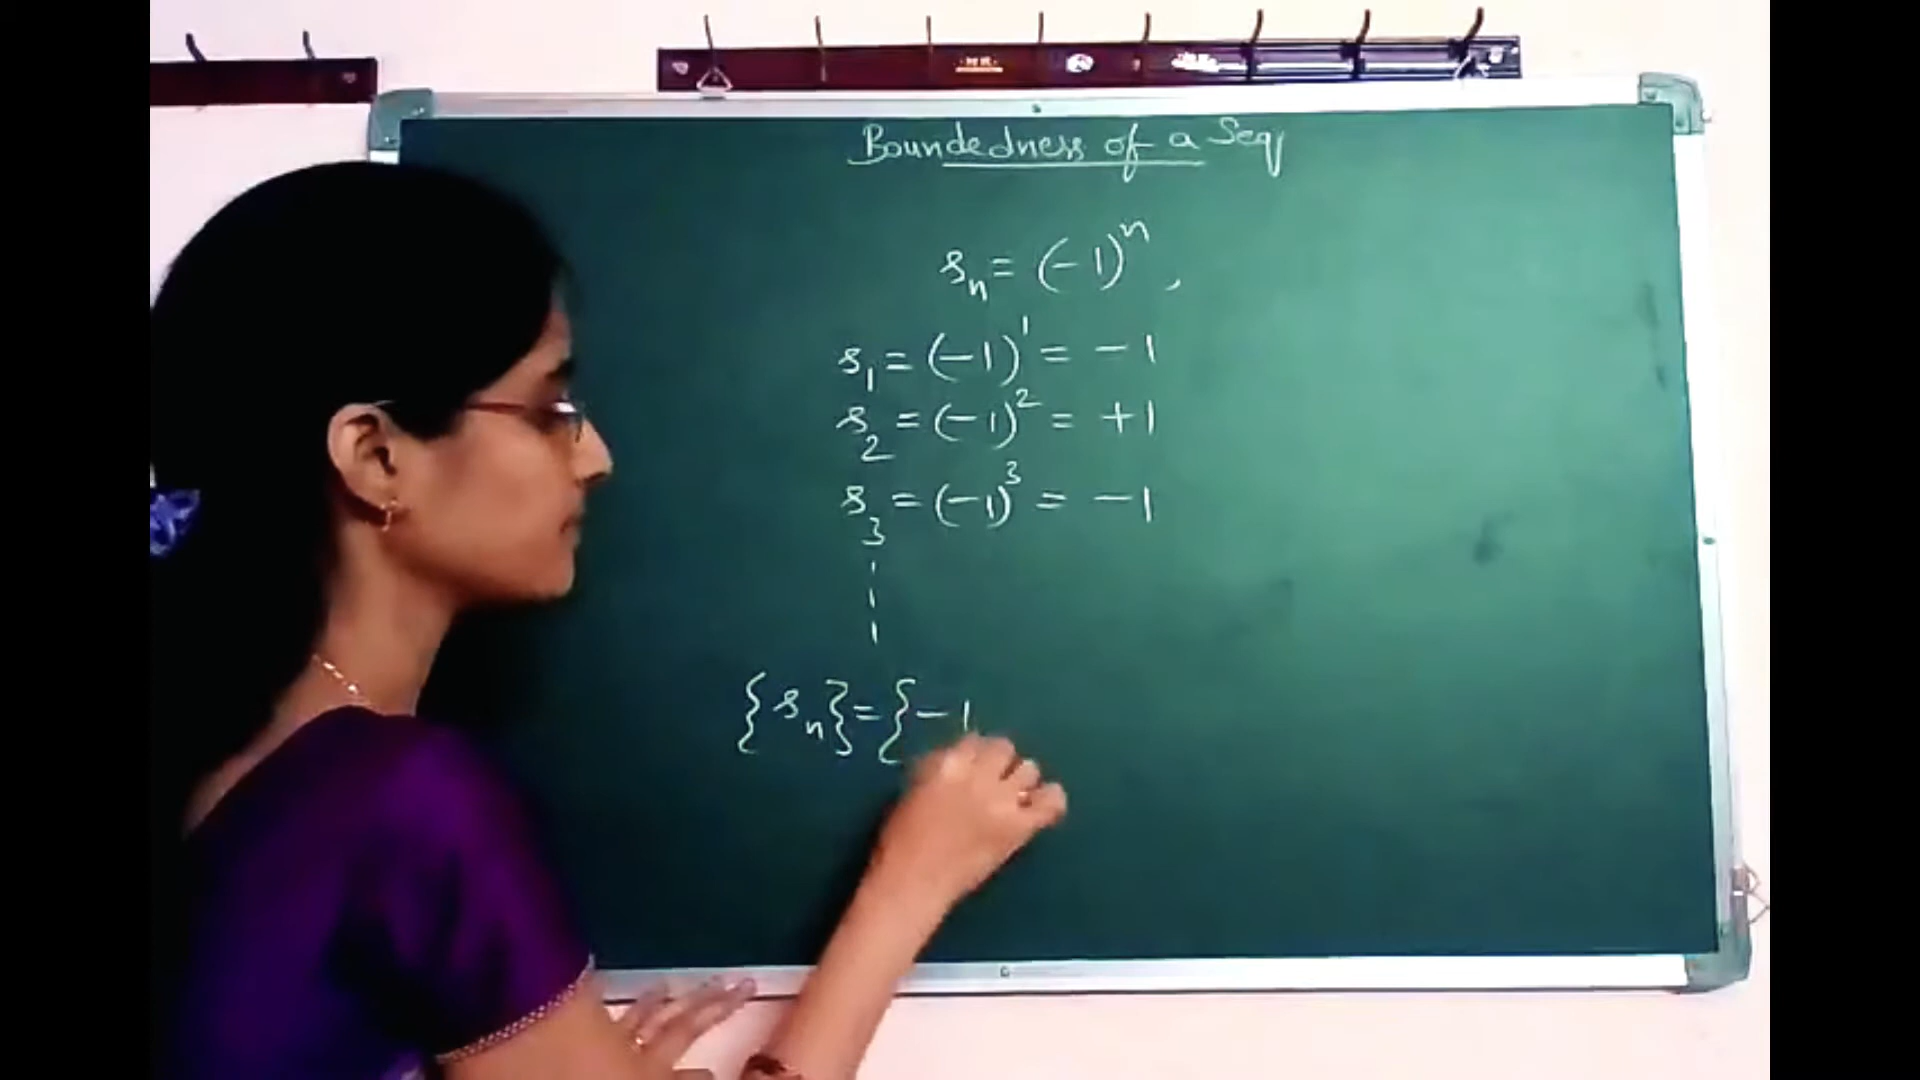 Boundedness of a Seq
sₙ = (-1)ⁿ,
s₁ = (-1)¹ = -1
s₂ = (-1)² = +1
s₃ = (-1)³ = -1
{sₙ} = {-1